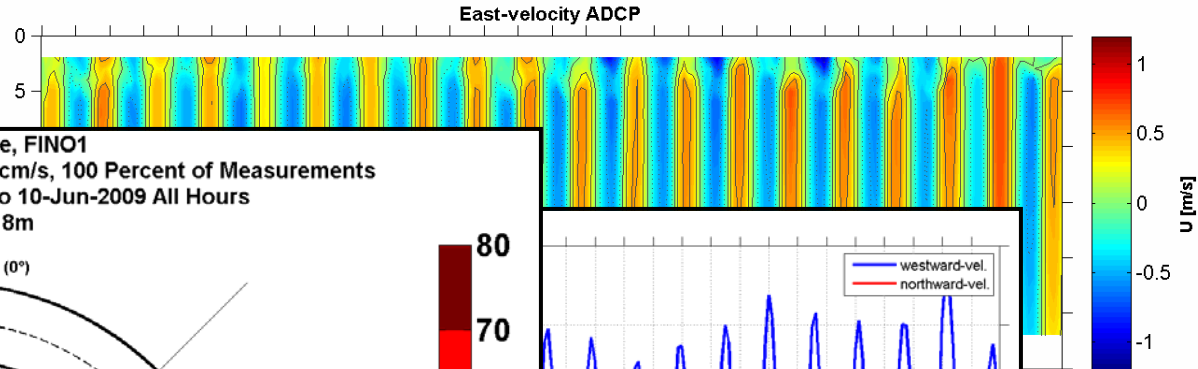 East-velocity ADCP
0
5
e, FINO1
cm/s, 100 Percent of Measurements
o 10-Jun-2009 All Hours
8m
(0°)
80
70
westward-vel.
northward-vel.
1
0.5
0
-0.5
-1
U [m/s]